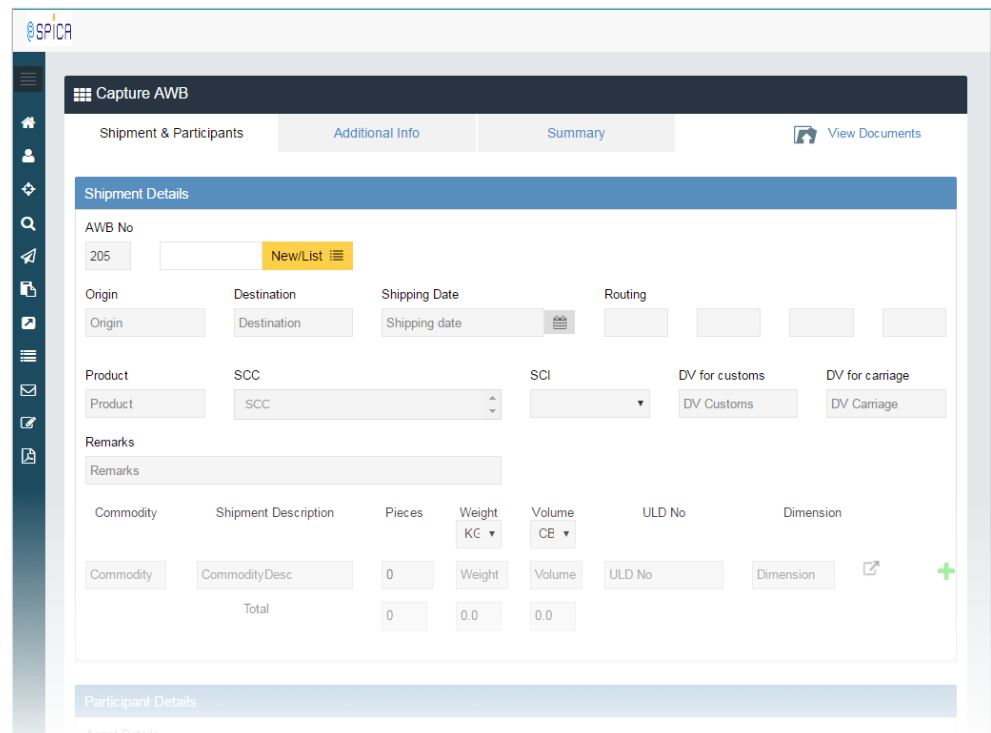 eSPiCA
Capture AWB
Shipment & Participants Additional Info Summary View Documents
Shipment Details
AWB No
205 New/List
Origin Destination Shipping Date Routing
Origin Destination Shipping date
Product SCC SCI DV for customs DV for carriage
Product SCC DV Customs DV Carriage
Remarks
Remarks
Commodity Shipment Description Pieces Weight Volume ULD No Dimension
KG CB
Commodity CommodityDesc 0 Weight Volume ULD No Dimension
Total 0 0.0 0.0
Participant Details
Agent Details